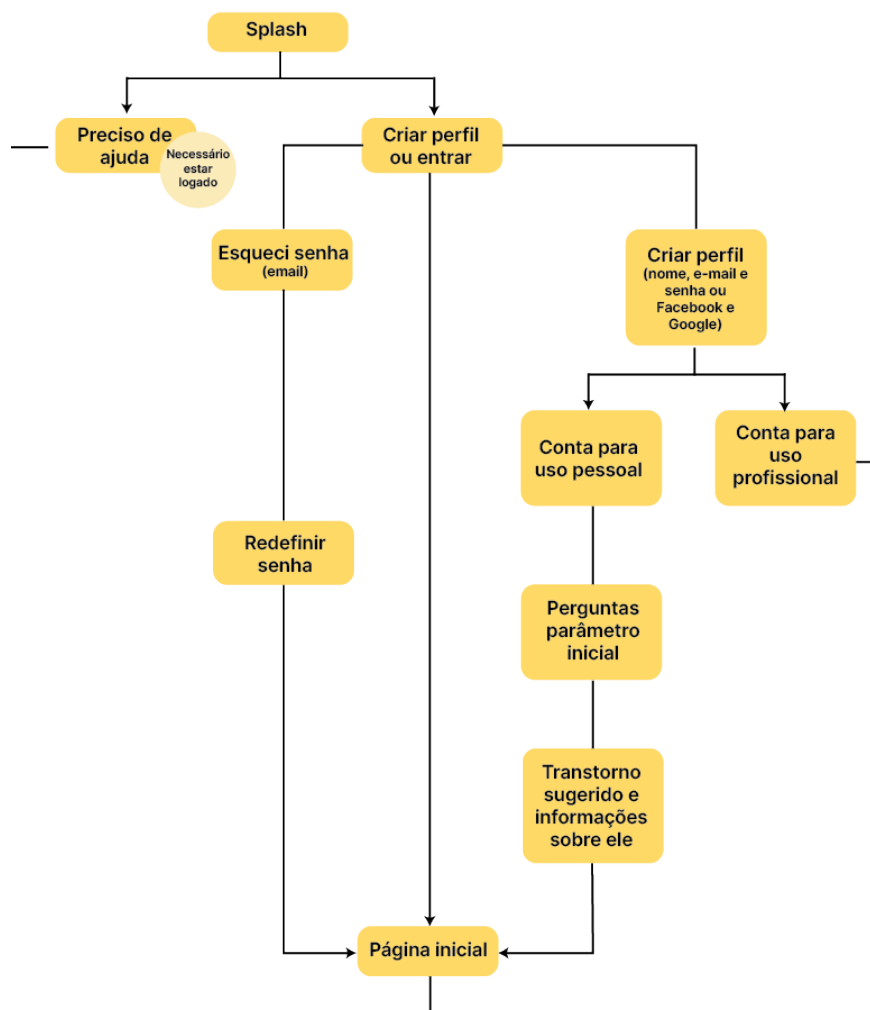 Splash
Preciso de
ajuda
Necessário
estar
logado
Criar perfil
ou entrar
Esqueci senha
(email)
Criar perfil
(nome, e-mail e
senha ou
Facebook e
Google)
Conta para
uso pessoal
Conta para
uso
profissional
Redefinir
senha
Perguntas
parâmetro
inicial
Transtorno
sugerido e
informações
sobre ele
Página inicial